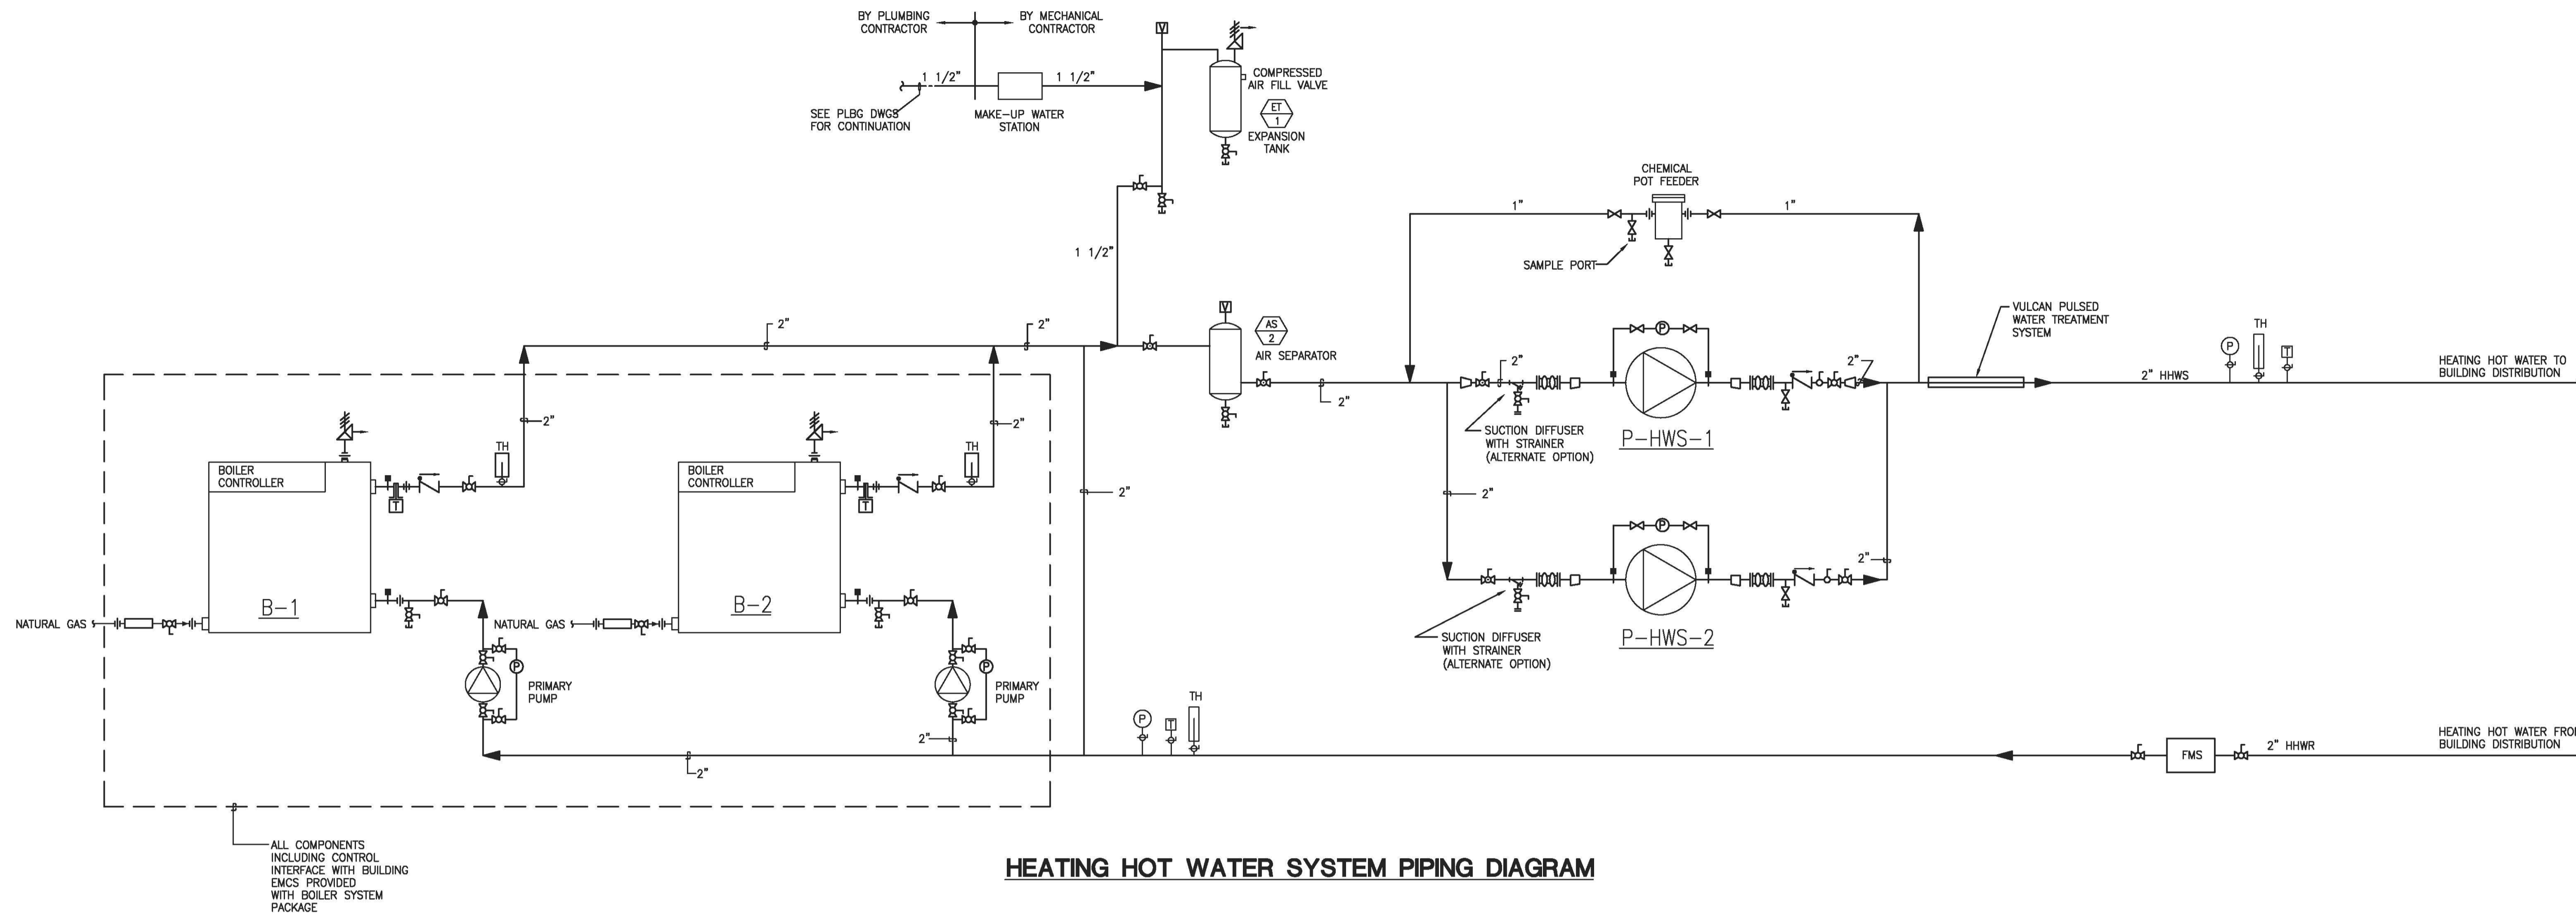 BY PLUMBING
CONTRACTOR
BY MECHANICAL
CONTRACTOR
V
1 1/2"
1 1/2"
SEE PLBG DWGS
FOR CONTINUATION
MAKE-UP WATER
STATION
COMPRESSED
AIR FILL VALVE
ET
1
EXPANSION
TANK
1 1/2"
CHEMICAL
POT FEEDER
1"
1"
SAMPLE PORT
2"
2"
V
AS
2
AIR SEPARATOR
2"
2"
P
SUCTION DIFFUSER
WITH STRAINER
(ALTERNATE OPTION)
P-HWS-1
2"
VULCAN PULSED
WATER TREATMENT
SYSTEM
2" HHWS
P
TH
T
HEATING HOT WATER TO
BUILDING DISTRIBUTION
2"
2"
TH
TH
BOILER
CONTROLLER
BOILER
CONTROLLER
T
T
2"
2"
P
2"
SUCTION DIFFUSER
WITH STRAINER
(ALTERNATE OPTION)
P-HWS-2
B-1
B-2
NATURAL GAS
NATURAL GAS
P
PRIMARY
PUMP
P
PRIMARY
PUMP
2"
2"
P
T
TH
FMS
2" HHWR
HEATING HOT WATER FRO
BUILDING DISTRIBUTION
ALL COMPONENTS
INCLUDING CONTROL
INTERFACE WITH BUILDING
EMCS PROVIDED
WITH BOILER SYSTEM
PACKAGE
HEATING HOT WATER SYSTEM PIPING DIAGRAM